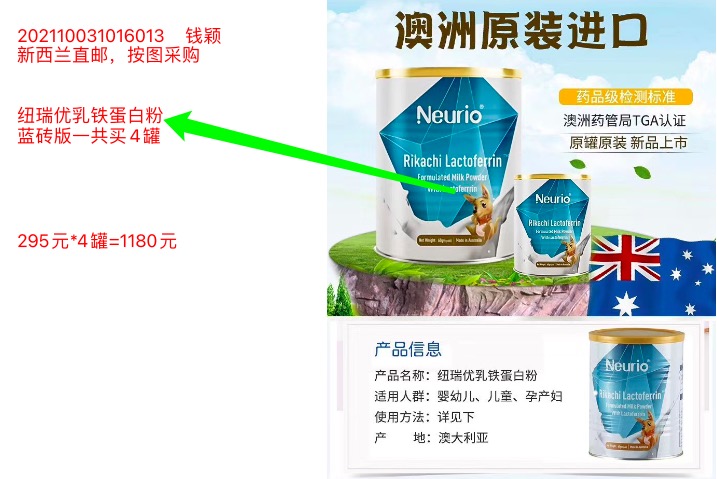 202110031016013 钱颖
新西兰直邮，按图采购
纽瑞优乳铁蛋白粉
蓝砖版一共买4罐
295元*4罐=1180元
澳洲原装进口
药品级检测标准
澳洲药管局TGA认证
原罐原装 新品上市
Neurio®
Rikachi Lactoferrin
Formulated Milk Powder
With Lactoferrin
Neurio
Rikachi Lactoferrin
Formulated Milk Powder
With Lactoferrin
产品信息
产品名称：纽瑞优乳铁蛋白粉
适用人群：婴幼儿、儿童、孕产妇
使用方法：详见下
产 地：澳大利亚
Neurio
Rikachi Lactoferrin
Formulated Milk Powder
With Lactoferrin